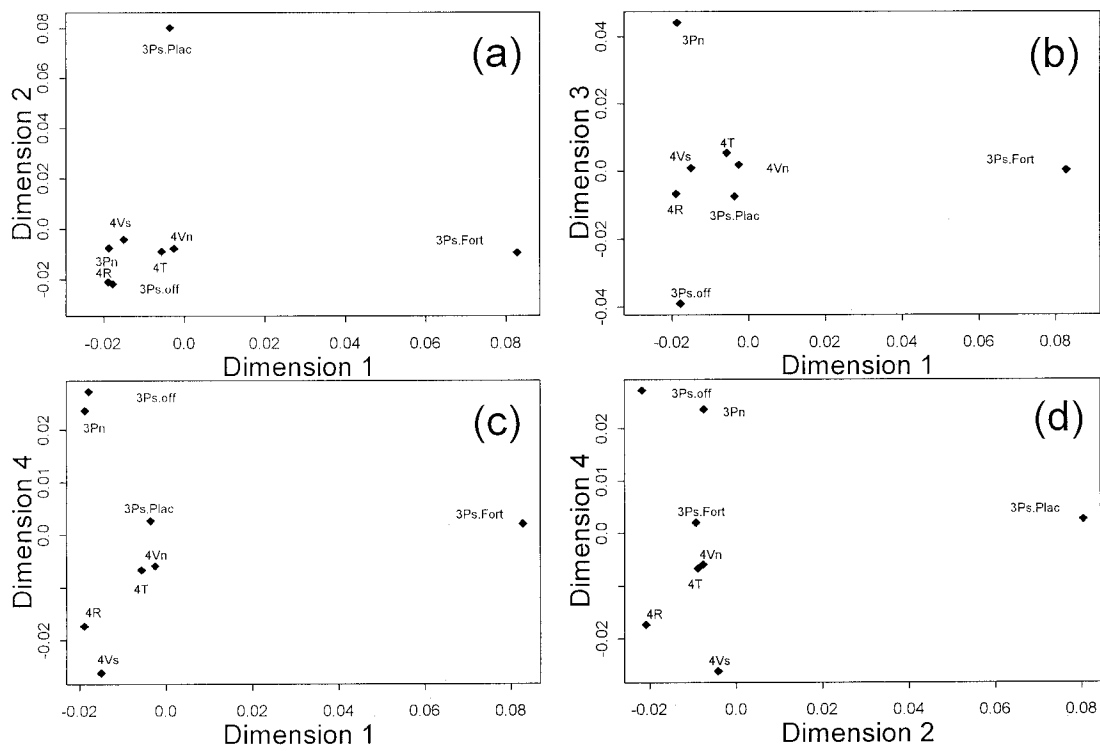 (a)
Dimension 2
0.08
0.06
0.04
0.02
0.0
-0.02
3Ps.Plac
4Vs
4Vn
3Pn
4T
4R
3Ps.off
3Ps.Fort
-0.02 0.0 0.02 0.04 0.06 0.08
Dimension 1
(b)
Dimension 3
0.04
0.02
0.0
-0.02
-0.04
3Pn
4T
4Vs
4Vn
3Ps.Fort
4R
3Ps.Plac
3Ps.off
-0.02 0.0 0.02 0.04 0.06 0.08
Dimension 1
(c)
Dimension 4
0.02
0.01
0.0
-0.02
3Ps.off
3Pn
3Ps.Plac
3Ps.Fort
4Vn
4T
4R
4Vs
-0.02 0.0 0.02 0.04 0.06 0.08
Dimension 1
(d)
Dimension 4
0.02
0.01
0.0
-0.02
3Ps.off
3Pn
3Ps.Plac
3Ps.Fort
4Vn
4T
4R
4Vs
-0.02 0.0 0.02 0.04 0.06 0.08
Dimension 2